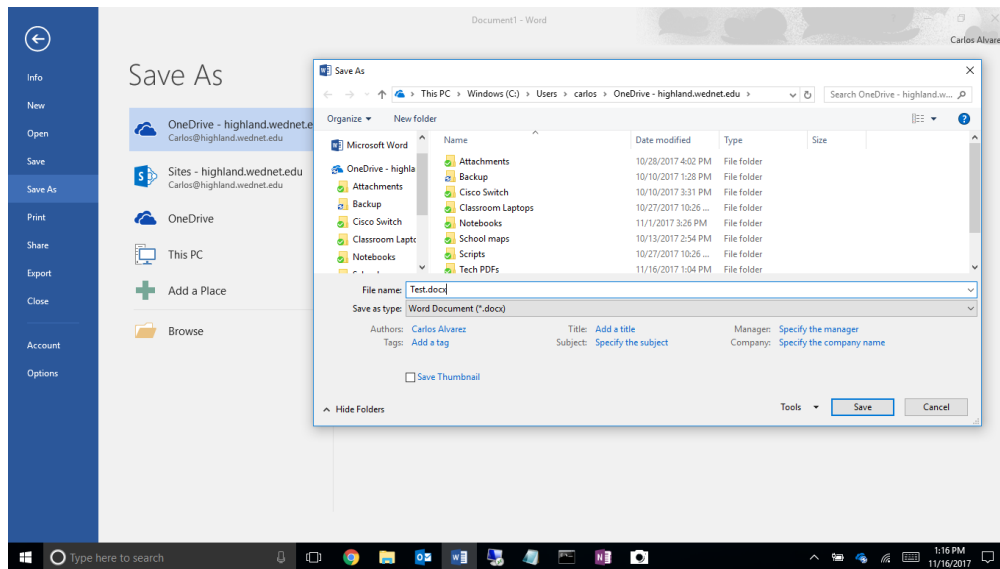 Document1 - Word
Carlos Alvare
Info
New
Open
Save
Save As
Print
Share
Export
Close
Account
Options
Save As
OneDrive - highland.wednet.e
Carlos@highland.wednet.edu
Sites - highland.wednet.edu
Carlos@highland.wednet.edu
OneDrive
This PC
Add a Place
Browse
Save As
This PC > Windows (C:) > Users > carlos > OneDrive - highland.wednet.edu >
Search OneDrive - highland.w...
Organize
New folder
Microsoft Word
OneDrive - highla
Attachments
Backup
Cisco Switch
Classroom Laptc
Notebooks
Name Date modified Type Size
Attachments 10/28/2017 4:02 PM File folder
Backup 10/10/2017 1:28 PM File folder
Cisco Switch 10/10/2017 3:31 PM File folder
Classroom Laptops 10/27/2017 10:26 ... File folder
Notebooks 11/1/2017 3:26 PM File folder
School maps 10/13/2017 2:54 PM File folder
Scripts 10/27/2017 10:26 ... File folder
Tech PDFs 11/16/2017 1:04 PM File folder
File name: Test.docx
Save as type: Word Document (*.docx)
Authors: Carlos Alvarez
Tags: Add a tag
Title: Add a title
Subject: Specify the subject
Manager: Specify the manager
Company: Specify the company name
Save Thumbnail
Hide Folders
Tools
Save
Cancel
Type here to search
1:16 PM
11/16/2017